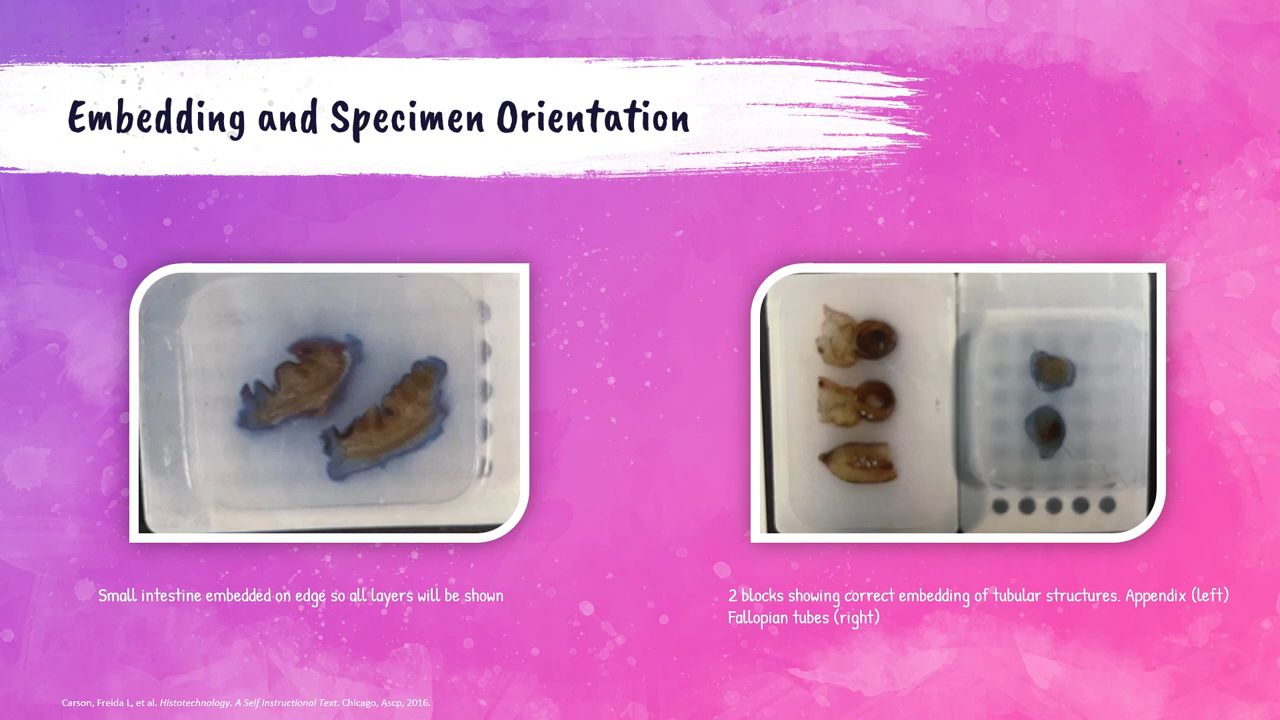 Embedding and Specimen Orientation
Small intestine embedded on edge so all layers will be shown
2 blocks showing correct embedding of tubular structures. Appendix (left)
Fallopian tubes (right)
Carson, Freida L, et al. Histotechnology. A Self Instructional Text. Chicago, Ascp, 2016.